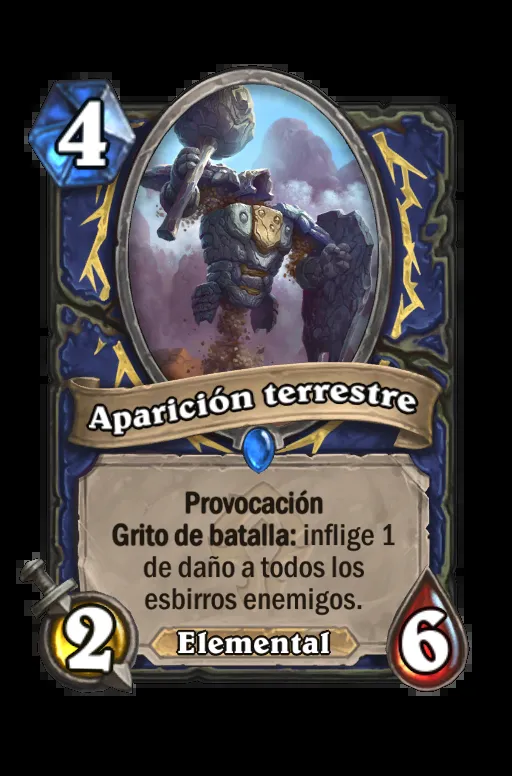 4
Aparición terrestre
Provocación
Grito de batalla: inflige 1
de daño a todos los
esbirros enemigos.
2
Elemental
6